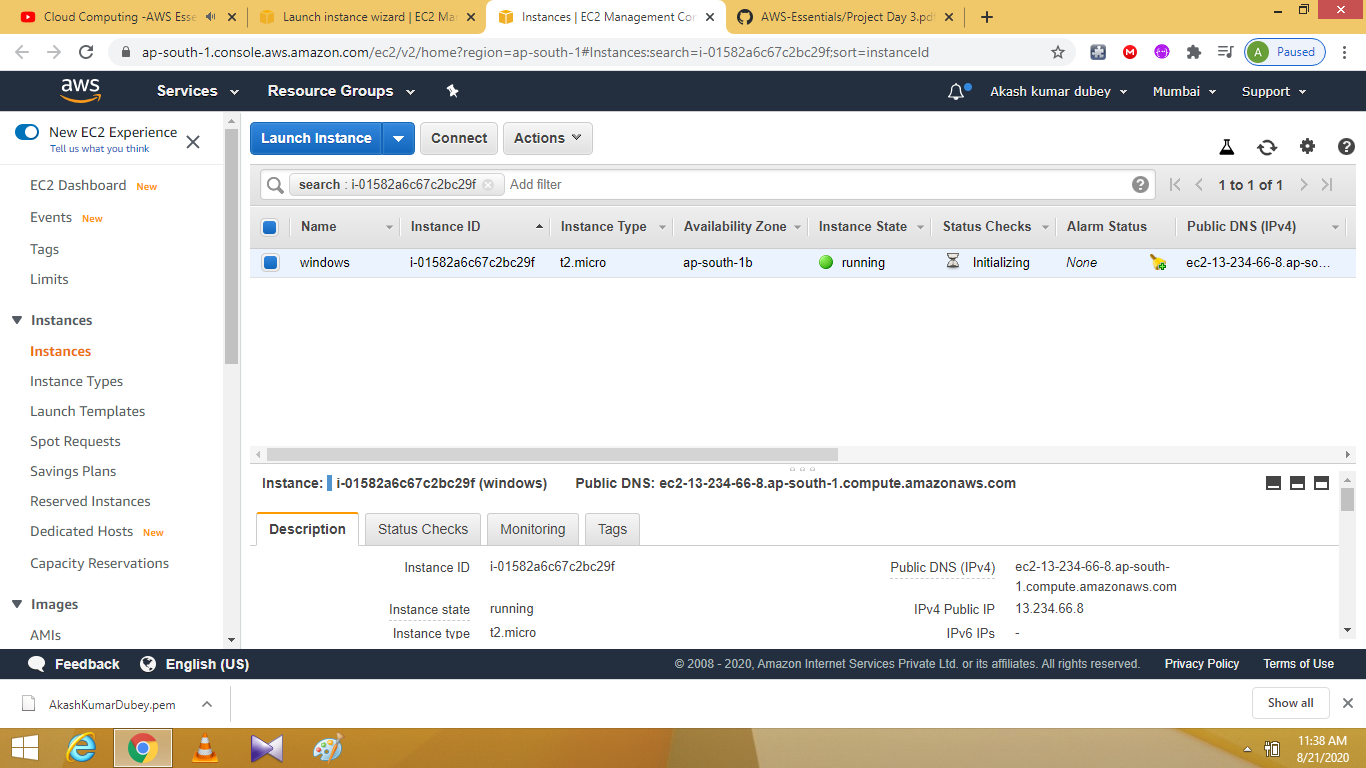 Cloud Computing -AWS Esse
Launch instance wizard | EC2 Ma
Instances | EC2 Management Con
AWS-Essentials/Project Day 3.pdf
ap-south-1.console.aws.amazon.com/ec2/v2/home?region=ap-south-1#Instances:search=i-01582a6c67c2bc29f;sort=instanceId
A Paused
aws Services Resource Groups Akash kumar dubey Mumbai Support
New EC2 Experience
Tell us what you think
EC2 Dashboard New
Events New
Tags
Limits
Instances
Instances
Instance Types
Launch Templates
Spot Requests
Savings Plans
Reserved Instances
Dedicated Hosts New
Capacity Reservations
Images
AMIs
Launch Instance Connect Actions
search : i-01582a6c67c2bc29f Add filter 1 to 1 of 1
Name Instance ID Instance Type Availability Zone Instance State Status Checks Alarm Status Public DNS (IPv4)
windows i-01582a6c67c2bc29f t2.micro ap-south-1b running Initializing None ec2-13-234-66-8.ap-so...
Instance: i-01582a6c67c2bc29f (windows) Public DNS: ec2-13-234-66-8.ap-south-1.compute.amazonaws.com
Description Status Checks Monitoring Tags
Instance ID i-01582a6c67c2bc29f
Instance state running
Instance type t2.micro
Public DNS (IPv4) ec2-13-234-66-8.ap-south-
1.compute.amazonaws.com
IPv4 Public IP 13.234.66.8
IPv6 IPs -
Feedback English (US) © 2008 - 2020, Amazon Internet Services Private Ltd. or its affiliates. All rights reserved. Privacy Policy Terms of Use
AkashKumarDubey.pem Show all
11:38 AM
8/21/2020